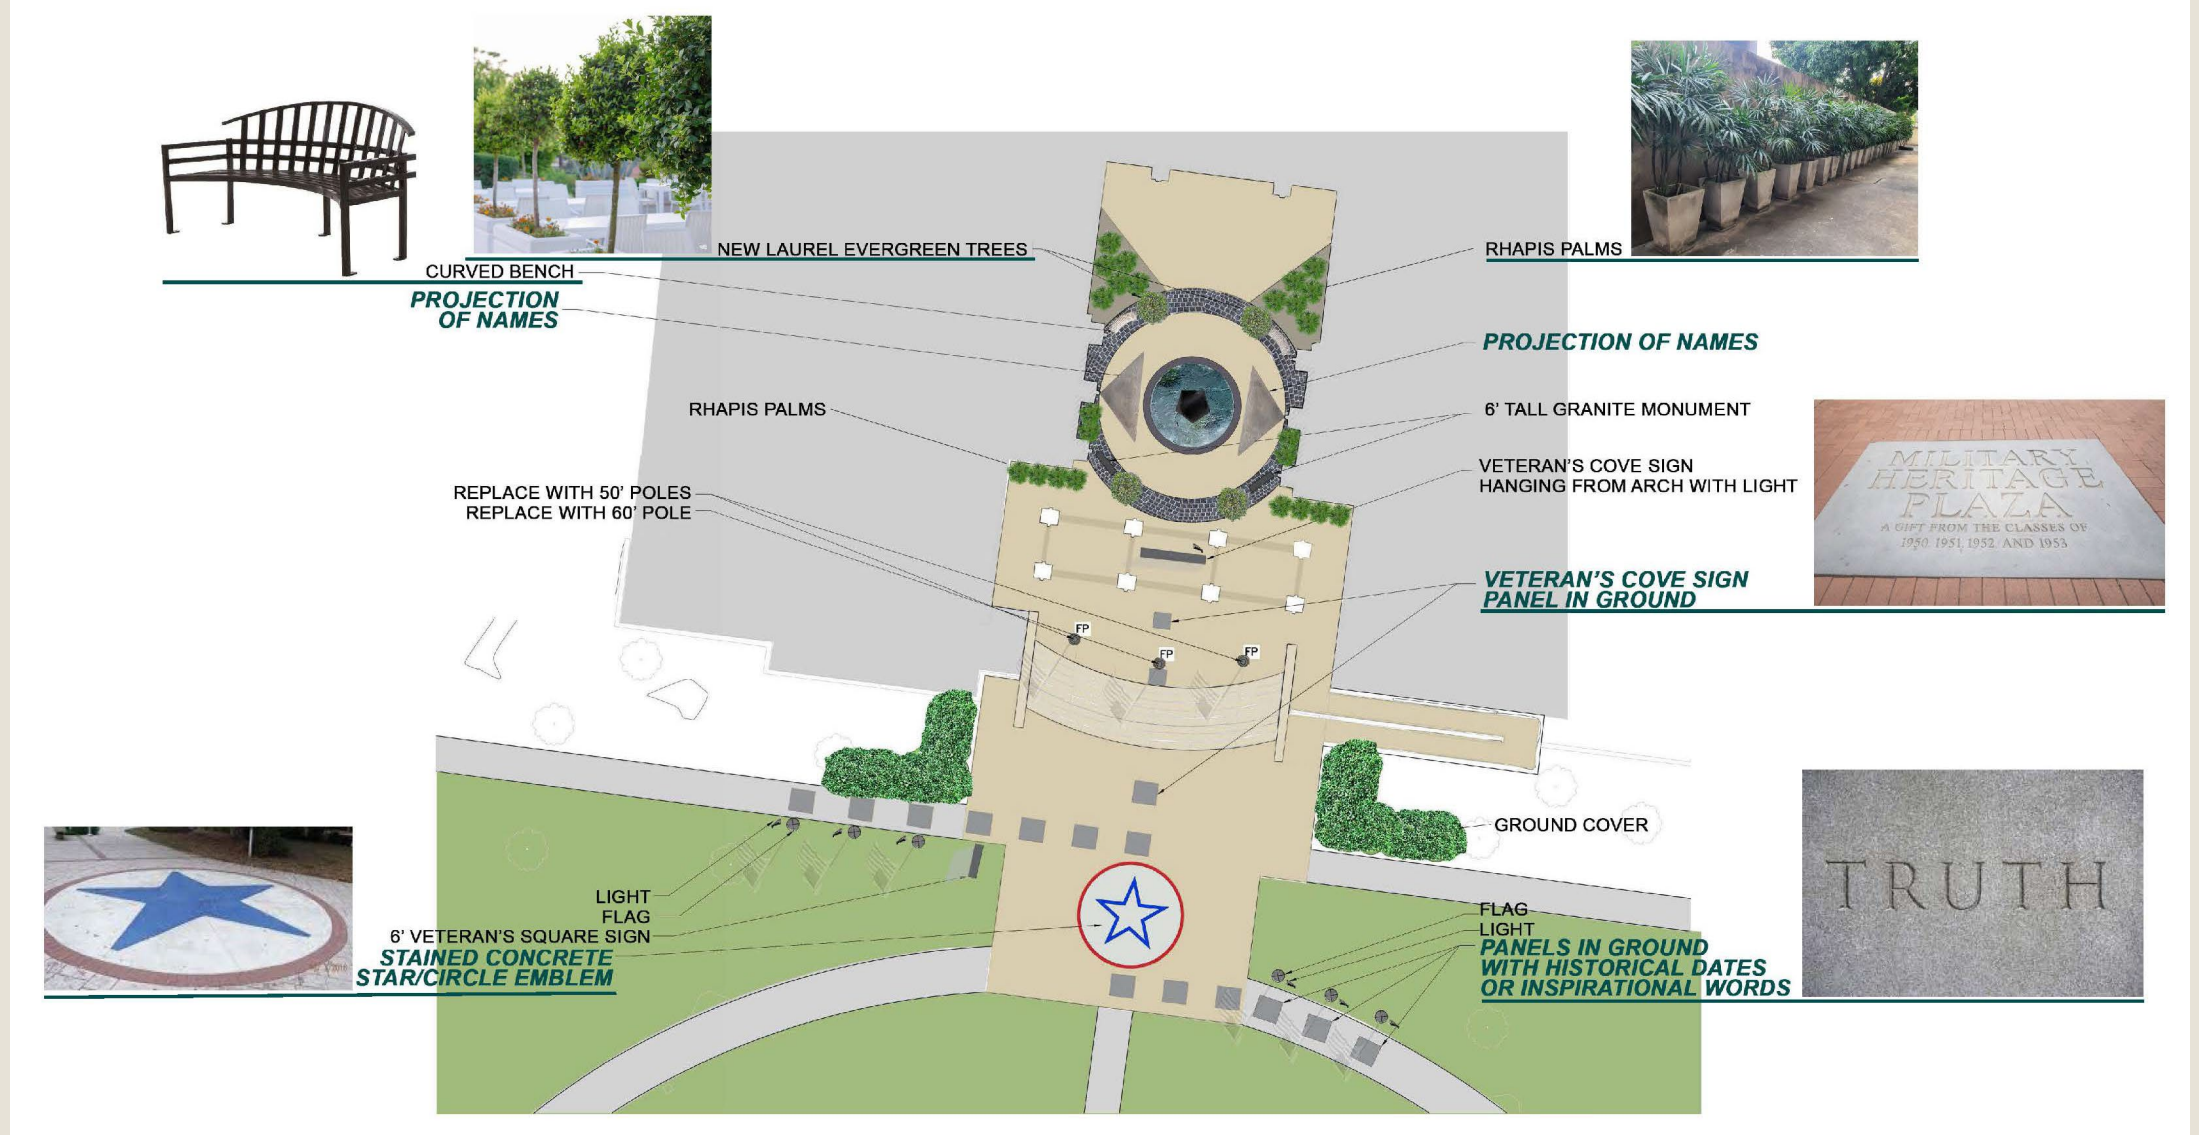 NEW LAUREL EVERGREEN TREES
CURVED BENCH
PROJECTION
OF NAMES
RHAPIS PALMS
PROJECTION OF NAMES
RHAPIS PALMS
6' TALL GRANITE MONUMENT
VETERAN'S COVE SIGN
HANGING FROM ARCH WITH LIGHT
MILITARY
HERITAGE
PLAZA
A GIFT FROM THE CLASSES OF
1950, 1951, 1952, AND 1953
REPLACE WITH 50' POLES
REPLACE WITH 60' POLE
VETERAN'S COVE SIGN
PANEL IN GROUND
FP
FP
FP
GROUND COVER
TRUTH
LIGHT
FLAG
6' VETERAN'S SQUARE SIGN
STAINED CONCRETE
STAR/CIRCLE EMBLEM
FLAG
LIGHT
PANELS IN GROUND
WITH HISTORICAL DATES
OR INSPIRATIONAL WORDS